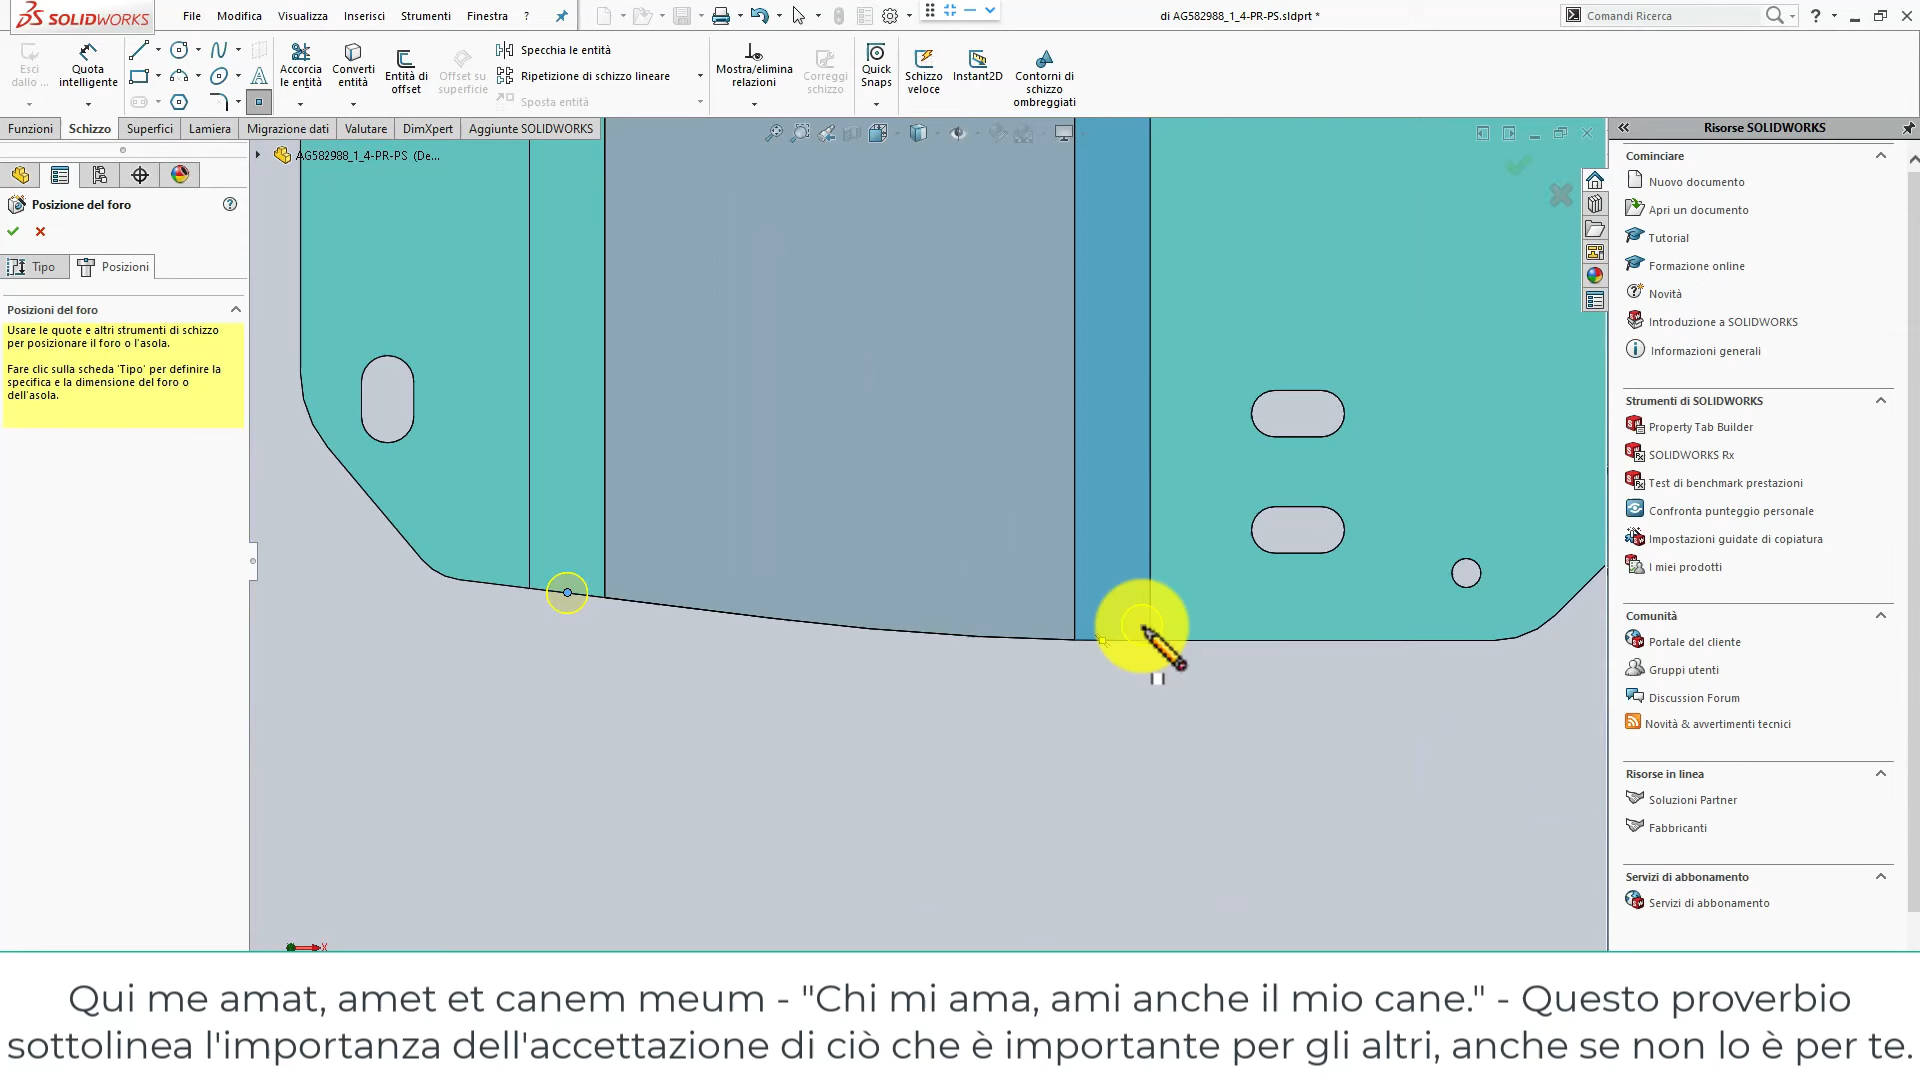 SOLIDWORKS
File Modifica Visualizza Inserisci Strumenti Finestra ?
di AG582988_1_4-PR-PS.sldprt *
Comandi Ricerca
Esci dallo ...
Quota intelligente
Accorcia le entità
Converti entità
Entità di offset
Offset su superficie
Specchia le entità
Ripetizione di schizzo lineare
Sposta entità
Mostra/elimina relazioni
Correggi schizzo
Quick Snaps
Schizzo veloce
Instant2D
Contorni di schizzo ombreggiati
Funzioni Schizzo Superfici Lamiera Migrazione dati Valutare DimXpert Aggiunte SOLIDWORKS
AG582988_1_4-PR-PS (De...
Posizione del foro
Tipo Posizioni
Posizioni del foro
Usare le quote e altri strumenti di schizzo
per posizionare il foro o l'asola.
Fare clic sulla scheda 'Tipo' per definire la
specifica e la dimensione del foro o
dell'asola.
X
Risorse SOLIDWORKS
Cominciare
Nuovo documento
Apri un documento
Tutorial
Formazione online
Novità
Introduzione a SOLIDWORKS
Informazioni generali
Strumenti di SOLIDWORKS
Property Tab Builder
SOLIDWORKS Rx
Test di benchmark prestazioni
Confronta punteggio personale
Impostazioni guidate di copiatura
I miei prodotti
Comunità
Portale del cliente
Gruppi utenti
Discussion Forum
Novità & avvertimenti tecnici
Risorse in linea
Soluzioni Partner
Fabbricanti
Servizi di abbonamento
Servizi di abbonamento
Qui me amat, amet et canem meum - "Chi mi ama, ami anche il mio cane." - Questo proverbio
sottolinea l'importanza dell'accettazione di ciò che è importante per gli altri, anche se non lo è per te.